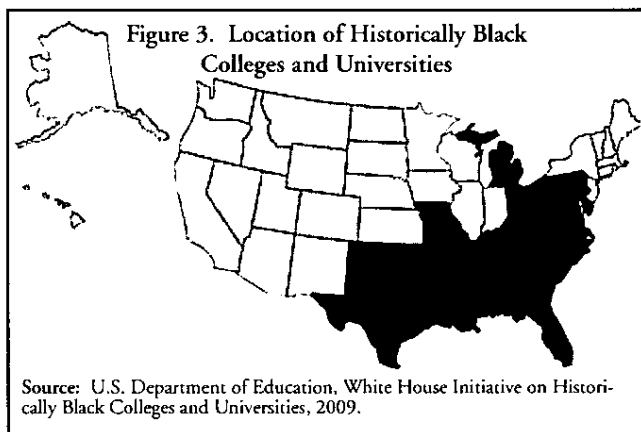 Figure 3. Location of Historically Black
Colleges and Universities
Source: U.S. Department of Education, White House Initiative on Histori-
cally Black Colleges and Universities, 2009.